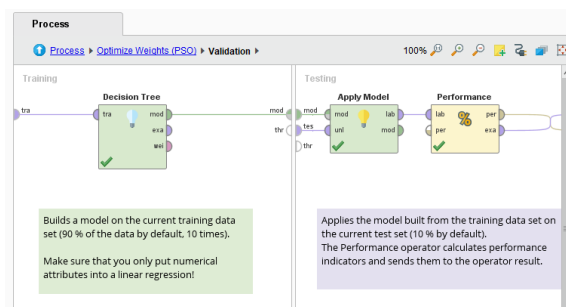 Process
Process ▸ Optimize Weights (PSO) ▸ Validation ▸
100%
Training
Testing
Decision Tree
Apply Model
Performance
tra
tra
mod
exa
wei
mod
thr
mod
tes
thr
mod
unl
lab
mod
lab
per
per
exa
Builds a model on the current training data
set (90 % of the data by default, 10 times).
Make sure that you only put numerical
attributes into a linear regression!
Applies the model built from the training data set on
the current test set (10 % by default).
The Performance operator calculates performance
indicators and sends them to the operator result.